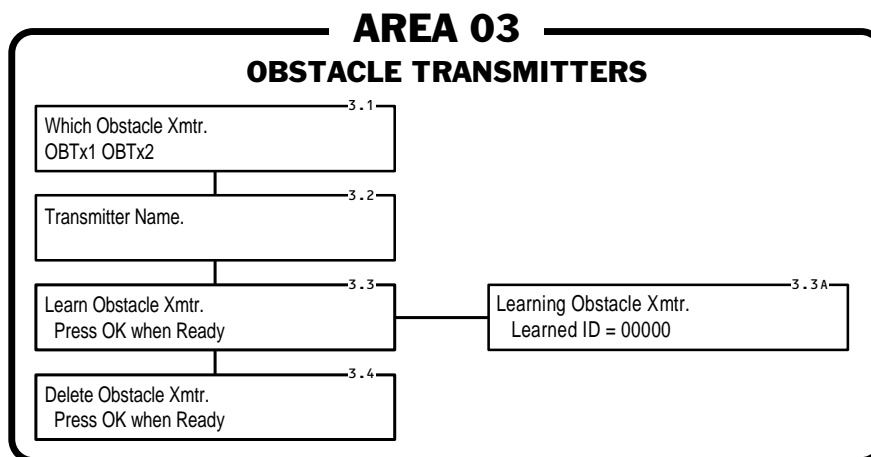 AREA 03
OBSTACLE TRANSMITTERS
3.1
Which Obstacle Xmtr.
OBTx1 OBTx2
3.2
Transmitter Name.
3.3
Learn Obstacle Xmtr.
Press OK when Ready
3.3A
Learning Obstacle Xmtr.
Learned ID = 00000
3.4
Delete Obstacle Xmtr.
Press OK when Ready